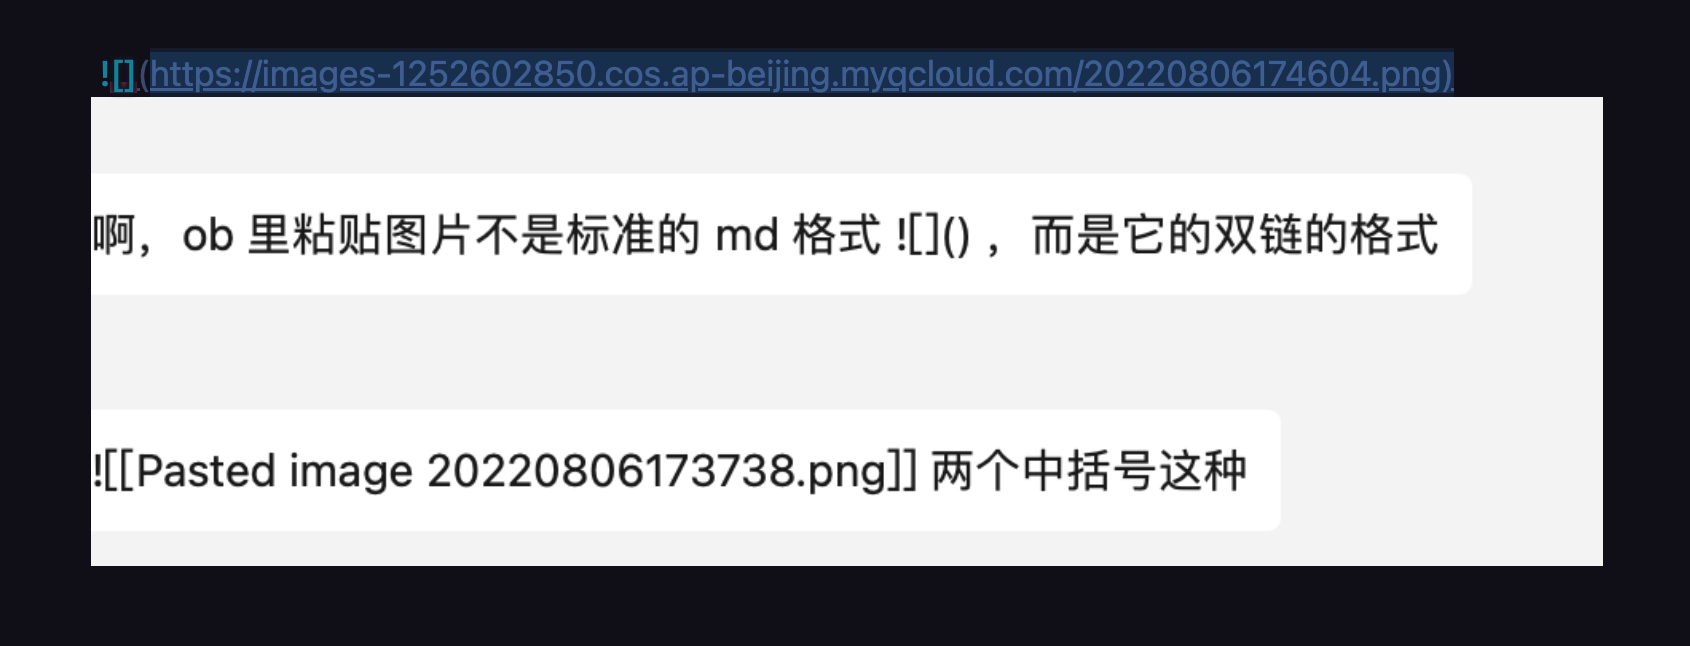 ![](https://images-1252602850.cos.ap-beijing.myqcloud.com/20220806174604.png)
啊，ob 里粘贴图片不是标准的 md 格式 ![]() ，而是它的双链的格式
![[Pasted image 20220806173738.png]] 两个中括号这种